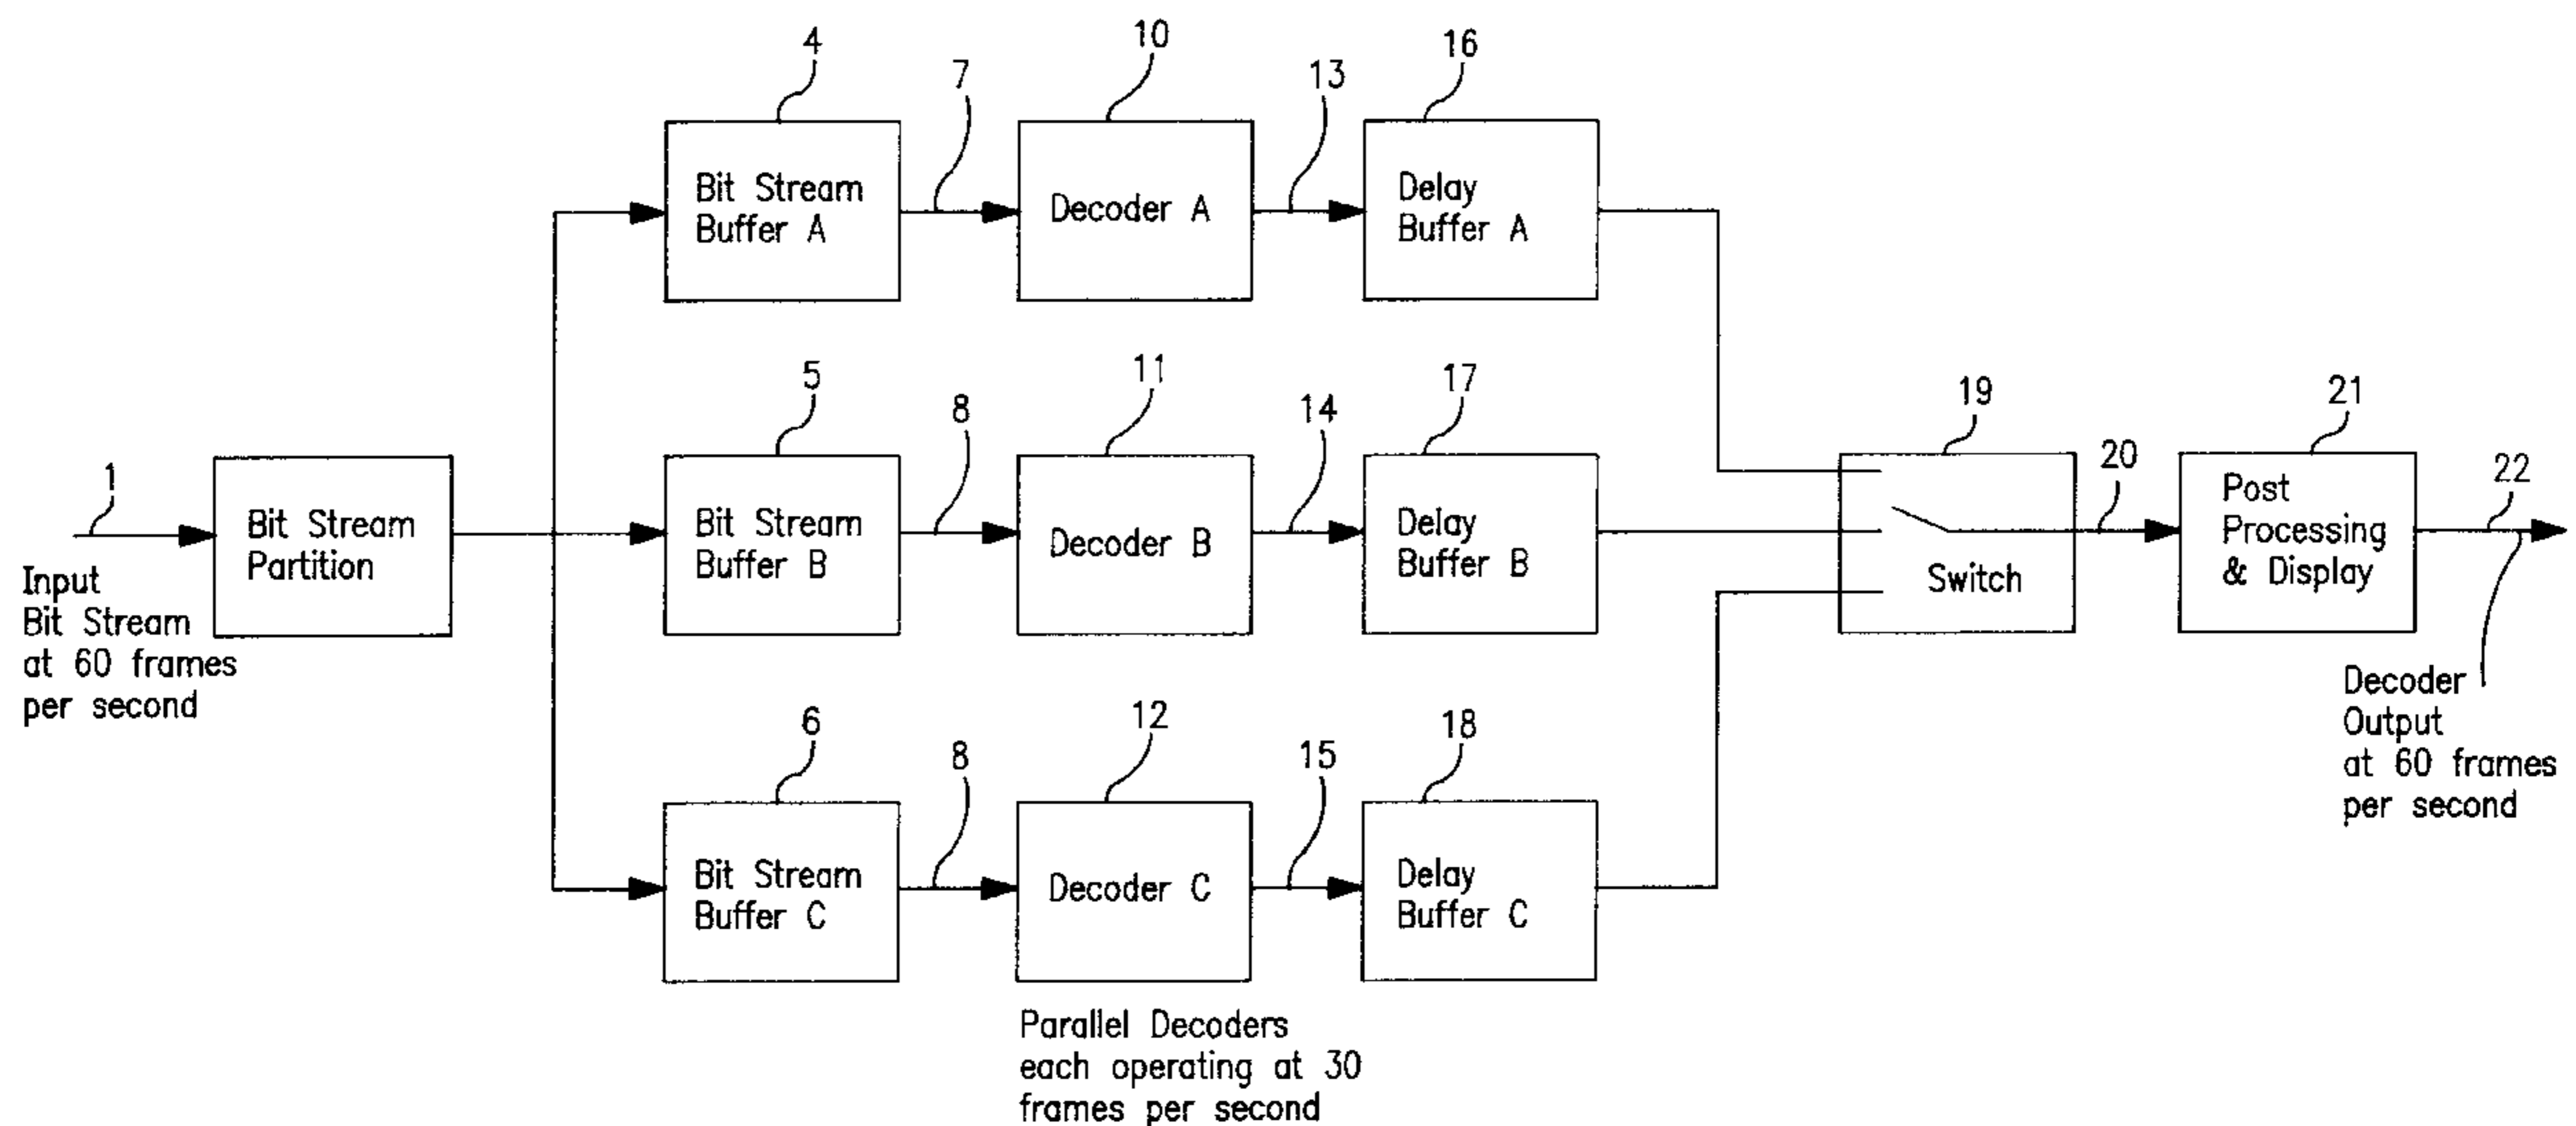 4
10
16
7
13
Bit Stream
Buffer A
Decoder A
Delay
Buffer A
5
11
17
8
14
19
21
1
20
22
Bit Stream
Partition
Bit Stream
Buffer B
Decoder B
Delay
Buffer B
Switch
Post
Processing
& Display
Input
Bit Stream
at 60 frames
per second
Decoder
Output
at 60 frames
per second
6
12
18
8
15
Bit Stream
Buffer C
Decoder C
Delay
Buffer C
Parallel Decoders
each operating at 30
frames per second